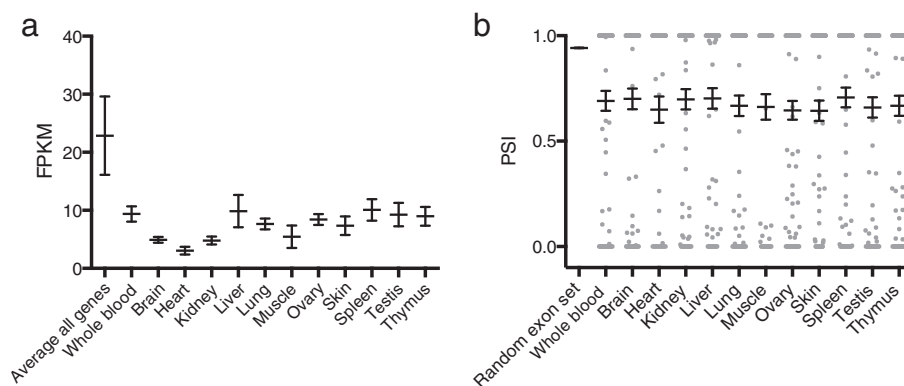 a
40
30
20
10
0
FPKM
Average all genes
Whole blood
Brain
Heart
Kidney
Liver
Lung
Muscle
Ovary
Skin
Spleen
Testis
Thymus
b
1.0
0.5
0.0
PSI
Random exon set
Whole blood
Brain
Heart
Kidney
Liver
Lung
Muscle
Ovary
Skin
Spleen
Testis
Thymus